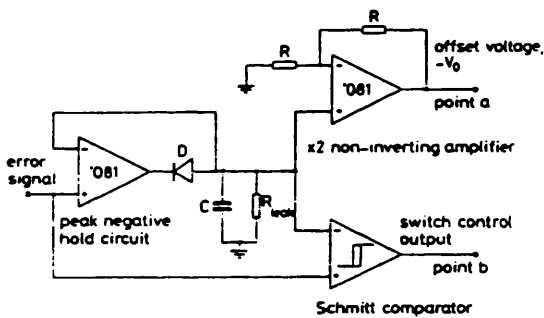 R
R
offset voltage,
-V₀
- '081 +
point a
x2 non-inverting amplifier
error
signal
- '081 +
D
C
R leak
peak negative
hold circuit
- +
switch control
output
point b
Schmitt comparator